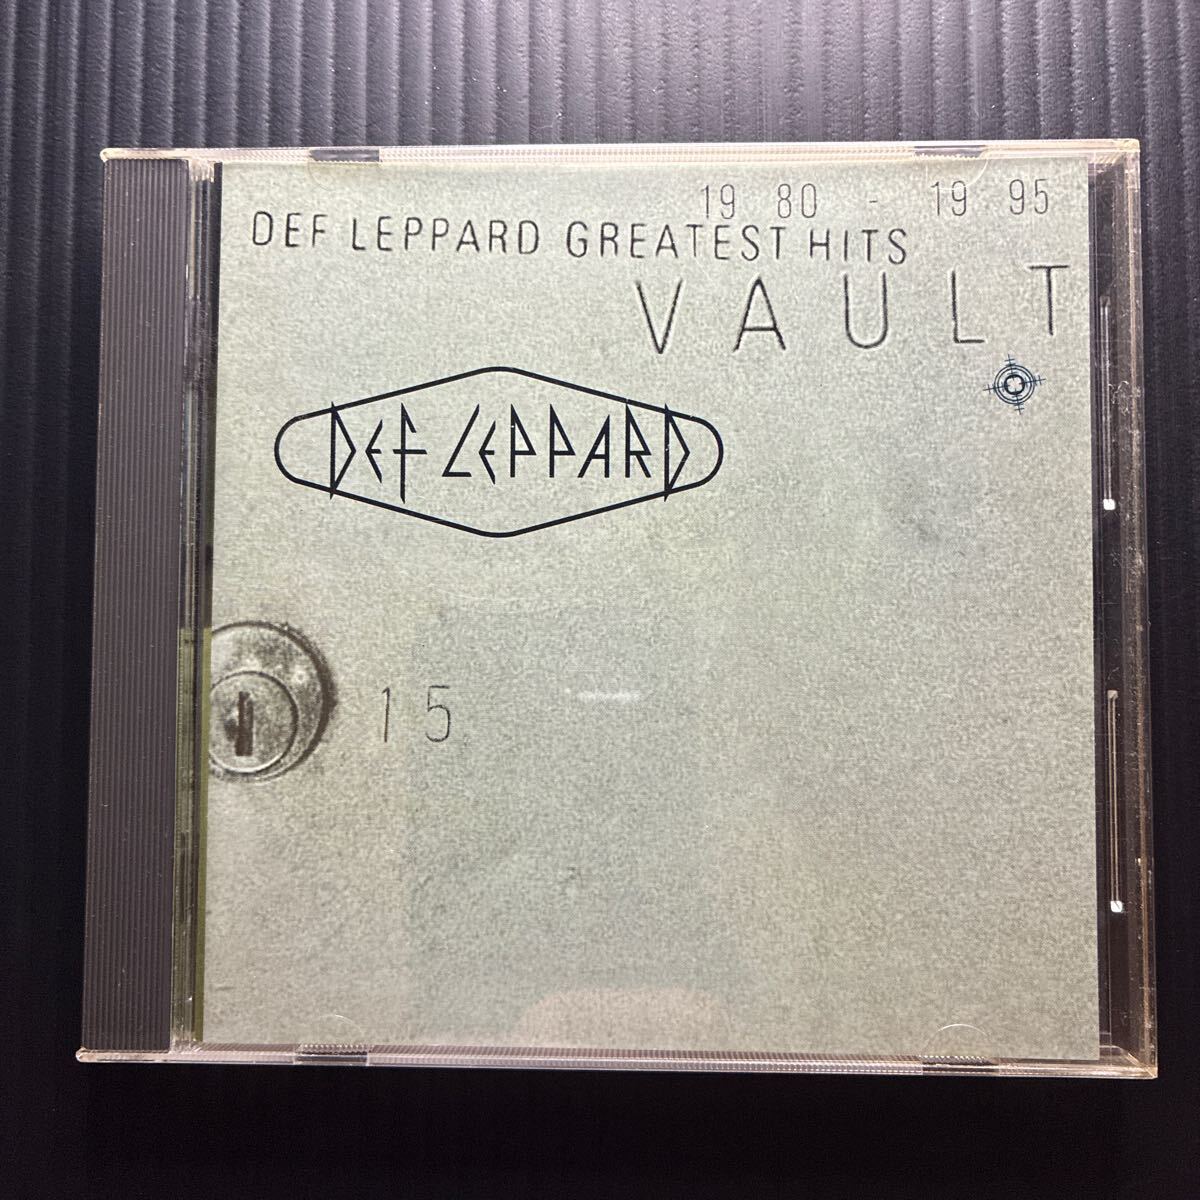 19 80 - 19 95
DEF LEPPARD GREATEST HITS
VAULT
DEF LEPPARD
15